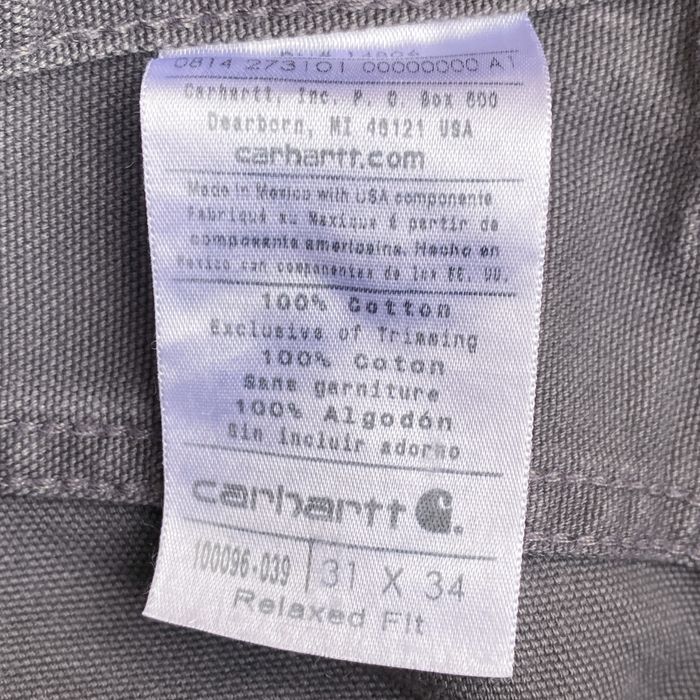 0814 273101 00000000 A1
Carhartt, Inc. P. O. Box 600
Dearborn, MI 48121 USA
carhartt.com
Made in Mexico with USA components
Fabriqué au Mexique à partir de
composants americains. Hecho en
Mexico con componentes de los EE. UU.
100% Cotton
Exclusive of Trimming
100% Coton
Sans garniture
100% Algodón
Sin incluir adorno
carhartt
100096-039 | 31 X 34
Relaxed Fit